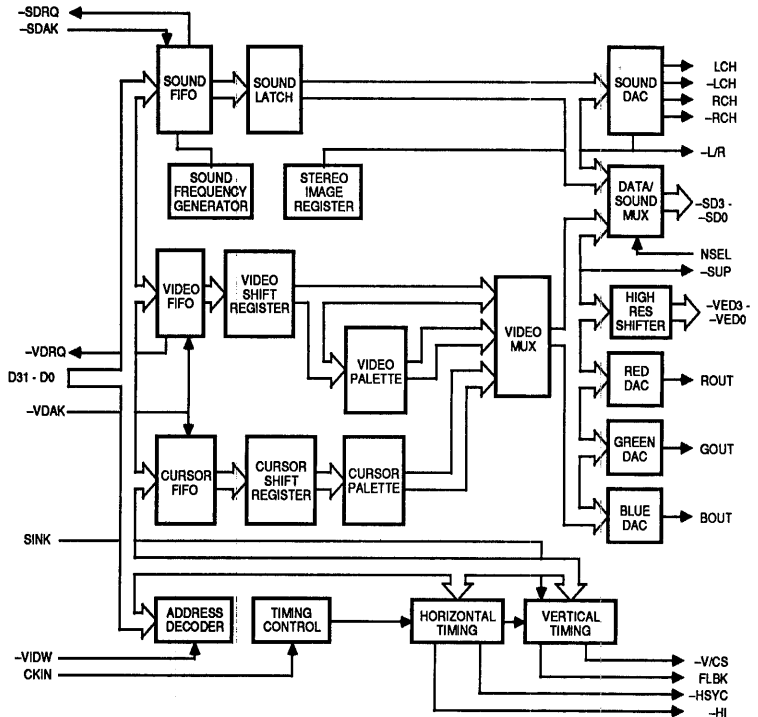 –SDRQ
–SDAK
SOUND
FIFO
SOUND
LATCH
SOUND
DAC
LCH
–LCH
RCH
–RCH
–L/R
SOUND
FREQUENCY
GENERATOR
STEREO
IMAGE
REGISTER
DATA/
SOUND
MUX
–SD3 -
–SD0
NSEL
–SUP
VIDEO
FIFO
VIDEO
SHIFT
REGISTER
VIDEO
PALETTE
VIDEO
MUX
HIGH
RES
SHIFTER
–VED3 -
–VED0
–VDRQ
D31 - D0
–VDAK
RED
DAC
ROUT
GREEN
DAC
GOUT
BLUE
DAC
BOUT
CURSOR
FIFO
CURSOR
SHIFT
REGISTER
CURSOR
PALETTE
SINK
ADDRESS
DECODER
TIMING
CONTROL
HORIZONTAL
TIMING
VERTICAL
TIMING
–VIDW
CKIN
–V/CS
FLBK
–HSYC
–HI